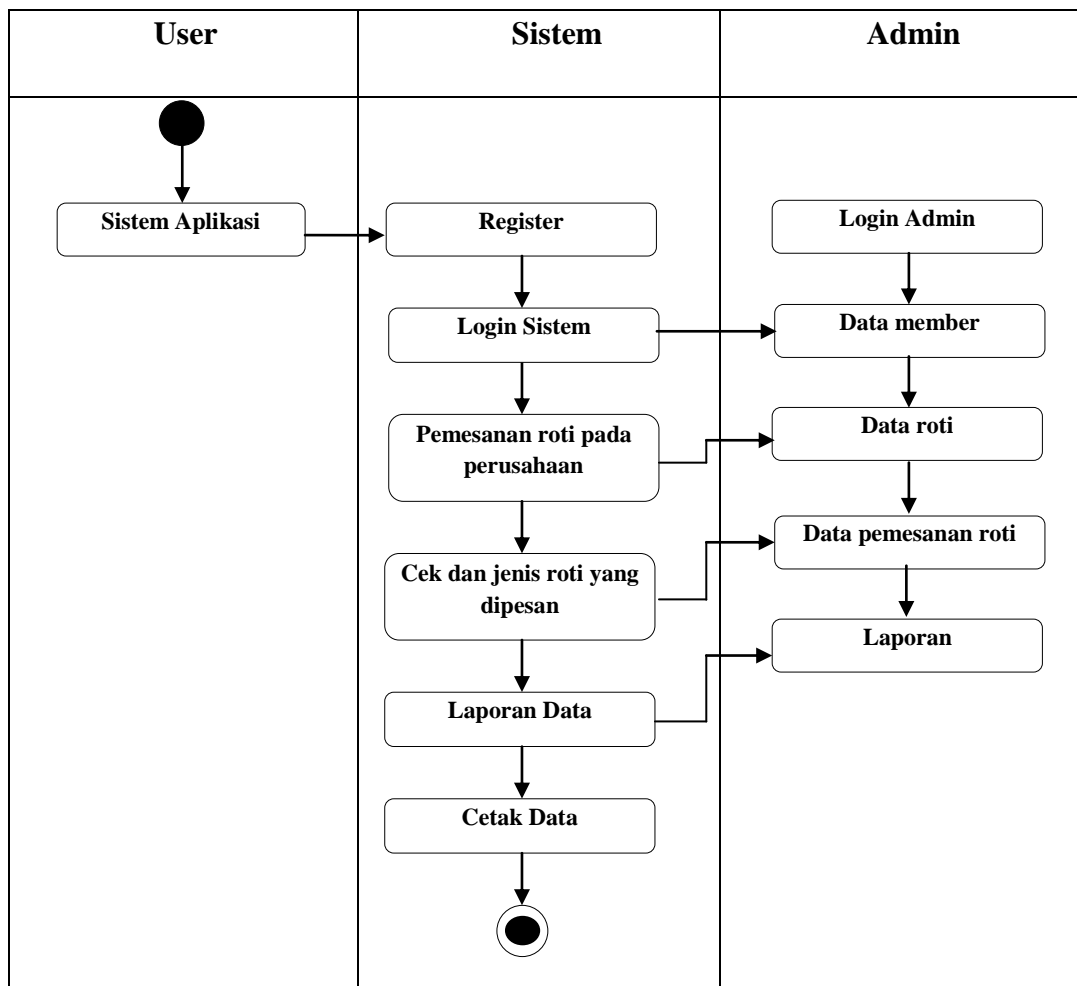 User
Sistem
Admin
Sistem Aplikasi
Register
Login Admin
Login Sistem
Data member
Pemesanan roti pada
perusahaan
Data roti
Cek dan jenis roti yang
dipesan
Data pemesanan roti
Laporan Data
Laporan
Cetak Data